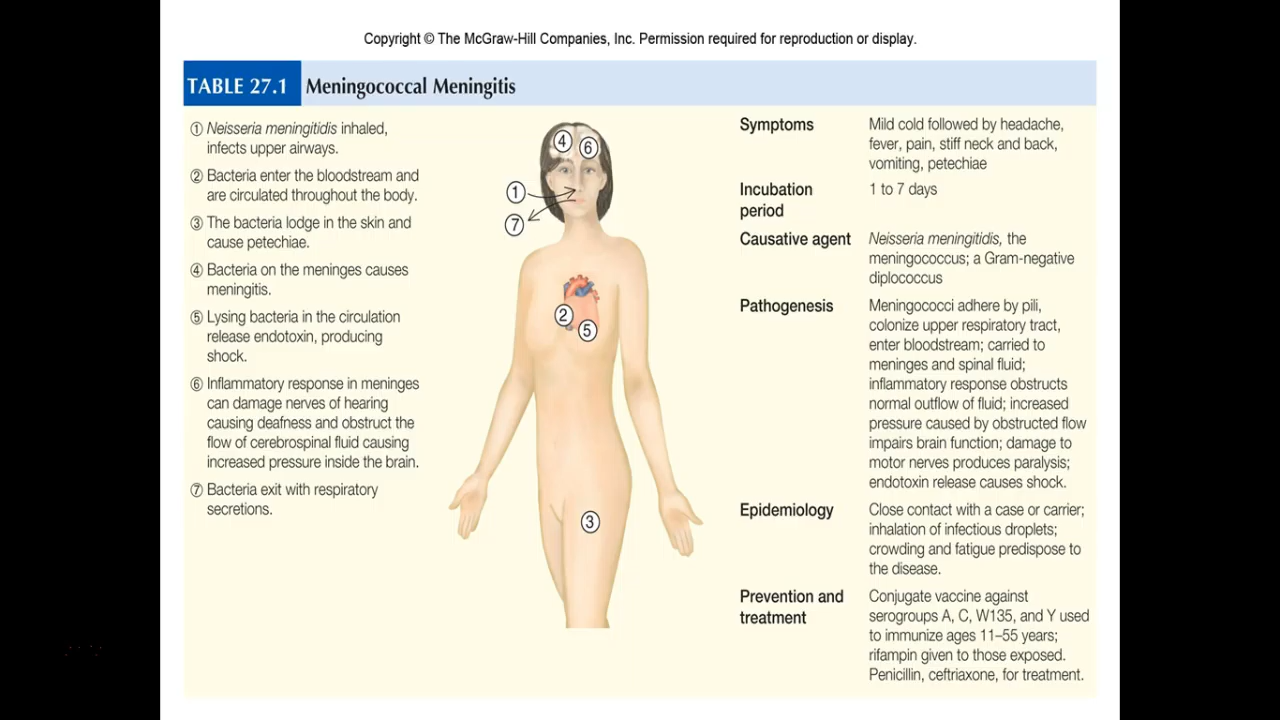 Copyright © The McGraw-Hill Companies, Inc. Permission required for reproduction or display.
TABLE 27.1 Meningococcal Meningitis
① Neisseria meningitidis inhaled,
infects upper airways.
② Bacteria enter the bloodstream and
are circulated throughout the body.
③ The bacteria lodge in the skin and
cause petechiae.
④ Bacteria on the meninges causes
meningitis.
⑤ Lysing bacteria in the circulation
release endotoxin, producing
shock.
⑥ Inflammatory response in meninges
can damage nerves of hearing
causing deafness and obstruct the
flow of cerebrospinal fluid causing
increased pressure inside the brain.
⑦ Bacteria exit with respiratory
secretions.
④ ⑥
①
⑦
②
⑤
③
Symptoms
Mild cold followed by headache,
fever, pain, stiff neck and back,
vomiting, petechiae
Incubation
period
1 to 7 days
Causative agent
Neisseria meningitidis, the
meningococcus; a Gram-negative
diplococcus
Pathogenesis
Meningococci adhere by pili,
colonize upper respiratory tract,
enter bloodstream; carried to
meninges and spinal fluid;
inflammatory response obstructs
normal outflow of fluid; increased
pressure caused by obstructed flow
impairs brain function; damage to
motor nerves produces paralysis;
endotoxin release causes shock.
Epidemiology
Close contact with a case or carrier;
inhalation of infectious droplets;
crowding and fatigue predispose to
the disease.
Prevention and
treatment
Conjugate vaccine against
serogroups A, C, W135, and Y used
to immunize ages 11–55 years;
rifampin given to those exposed.
Penicillin, ceftriaxone, for treatment.